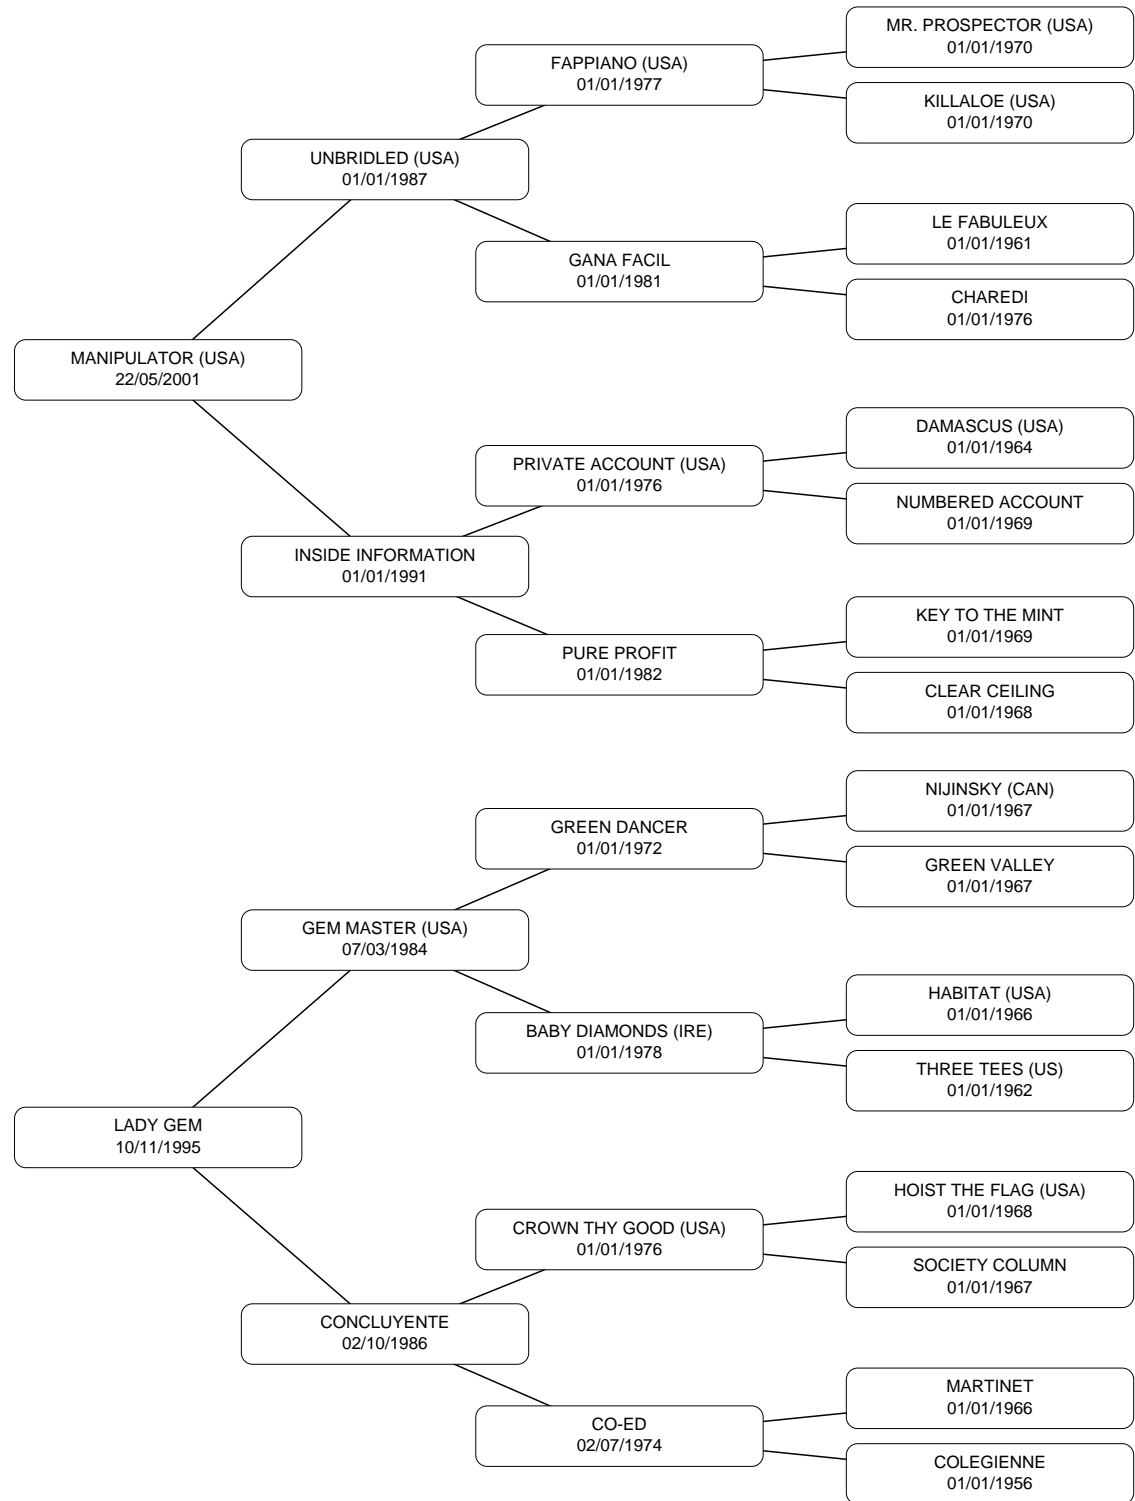 MR. PROSPECTOR (USA)
01/01/1970
FAPPIANO (USA)
01/01/1977
KILLALOE (USA)
01/01/1970
UNBRIDLED (USA)
01/01/1987
LE FABULEUX
01/01/1961
GANA FACIL
01/01/1981
CHAREDI
01/01/1976
MANIPULATOR (USA)
22/05/2001
DAMASCUS (USA)
01/01/1964
PRIVATE ACCOUNT (USA)
01/01/1976
NUMBERED ACCOUNT
01/01/1969
INSIDE INFORMATION
01/01/1991
KEY TO THE MINT
01/01/1969
PURE PROFIT
01/01/1982
CLEAR CEILING
01/01/1968
NIJINSKY (CAN)
01/01/1967
GREEN DANCER
01/01/1972
GREEN VALLEY
01/01/1967
GEM MASTER (USA)
07/03/1984
HABITAT (USA)
01/01/1966
BABY DIAMONDS (IRE)
01/01/1978
THREE TEES (US)
01/01/1962
LADY GEM
10/11/1995
HOIST THE FLAG (USA)
01/01/1968
CROWN THY GOOD (USA)
01/01/1976
SOCIETY COLUMN
01/01/1967
CONCLUYENTE
02/10/1986
MARTINET
01/01/1966
CO-ED
02/07/1974
COLEGIENNE
01/01/1956